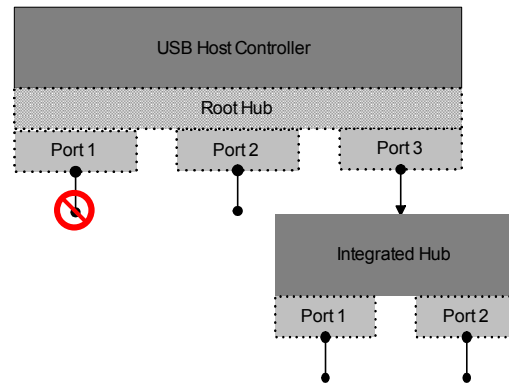 USB Host Controller
Root Hub
Port 1
Port 2
Port 3
Integrated Hub
Port 1
Port 2